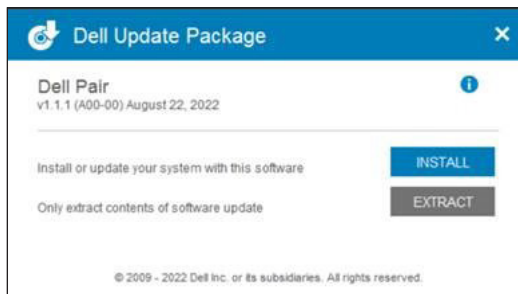 Dell Update Package
Dell Pair
v1.1.1 (A00-00) August 22, 2022
Install or update your system with this software
INSTALL
Only extract contents of software update
EXTRACT
© 2009 - 2022 Dell Inc. or its subsidiaries. All rights reserved.